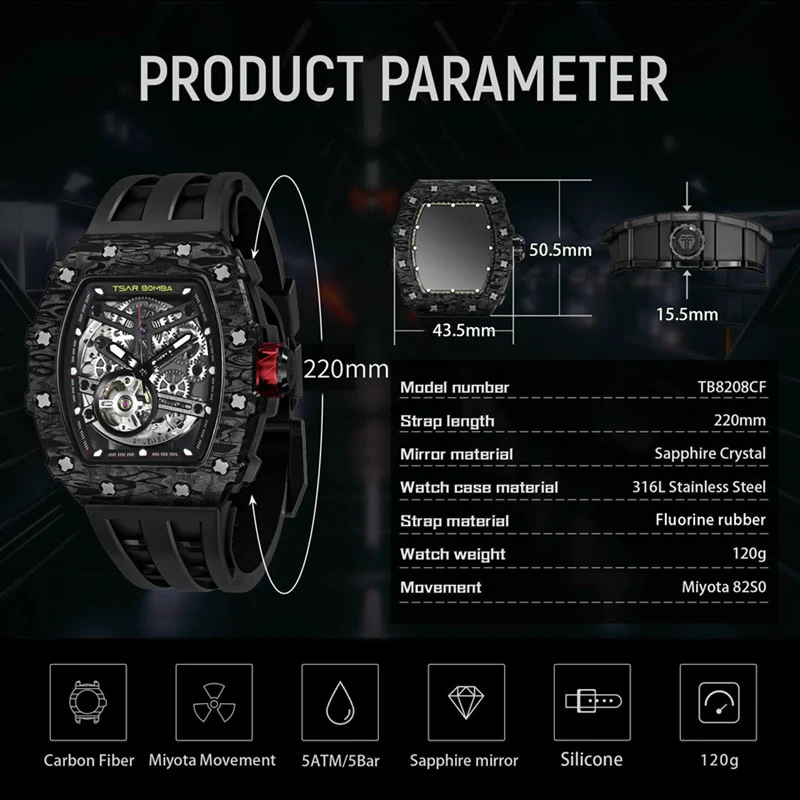 PRODUCT PARAMETER
TSAR BOMBA
220mm
50.5mm
43.5mm
15.5mm
Model number TB8208CF
Strap length 220mm
Mirror material Sapphire Crystal
Watch case material 316L Stainless Steel
Strap material Fluorine rubber
Watch weight 120g
Movement Miyota 82S0
Carbon Fiber Miyota Movement 5ATM/5Bar Sapphire mirror Silicone 120g